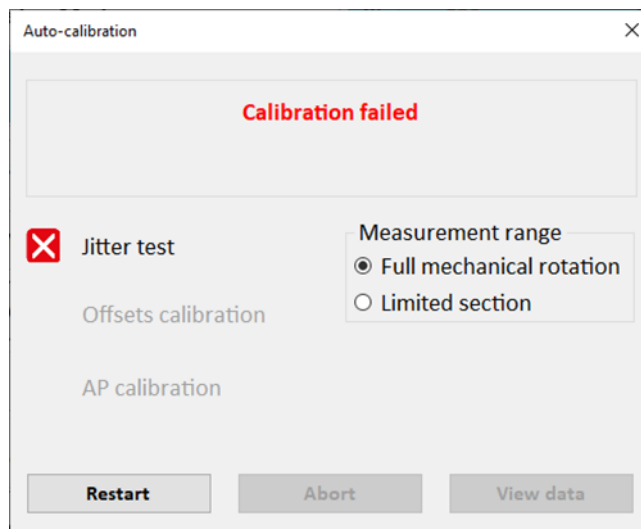 Auto-calibration
Calibration failed
Jitter test
Measurement range
Full mechanical rotation
Limited section
Offsets calibration
AP calibration
Restart
Abort
View data